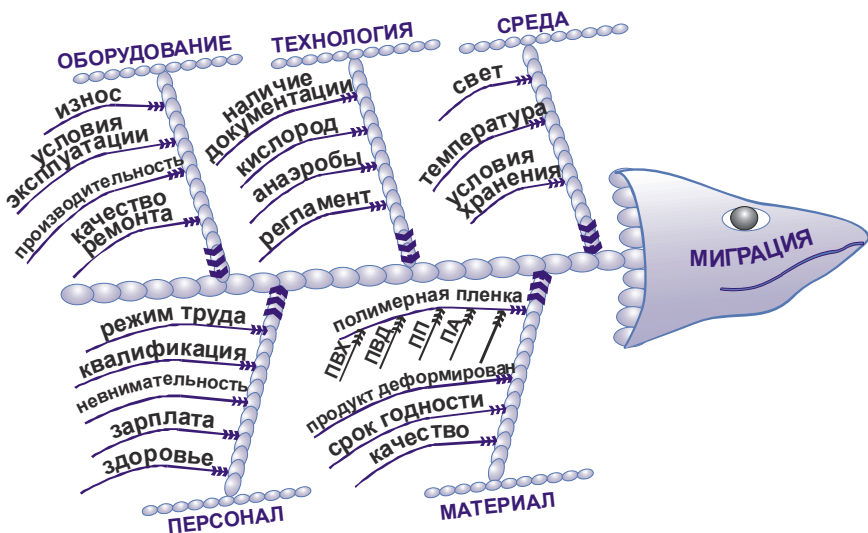 ОБОРУДОВАНИЕ
износ
условия
эксплуатации
производительность
качество
ремонта
ТЕХНОЛОГИЯ
наличие
документации
кислород
анаэробы
регламент
СРЕДА
свет
температура
условия
хранения
МИГРАЦИЯ
режим труда
квалификация
невнимательность
зарплата
здоровье
ПЕРСОНАЛ
полимерная пленка
ПВХ
ПВД
ПП
ПА
продукт деформирован
срок годности
качество
МАТЕРИАЛ